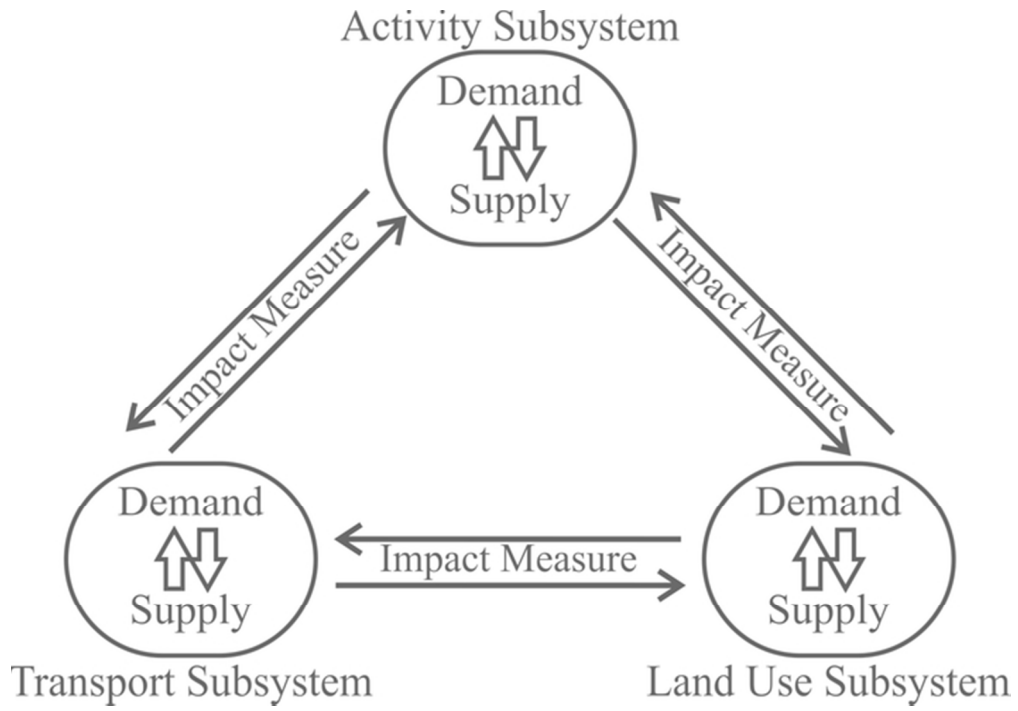 Activity Subsystem
Demand
Supply
Impact Measure
Impact Measure
Demand
Supply
Impact Measure
Demand
Supply
Transport Subsystem
Land Use Subsystem